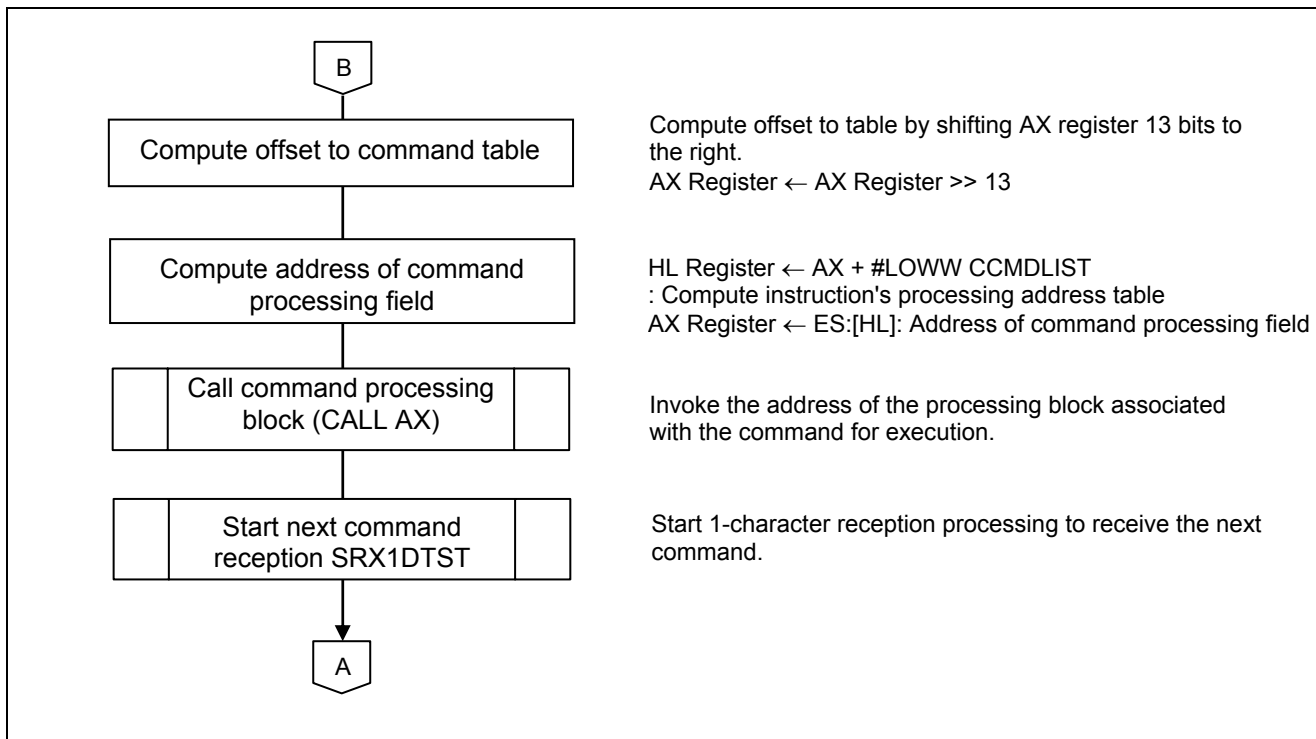 B
Compute offset to command table
Compute offset to table by shifting AX register 13 bits to
the right.
AX Register ← AX Register >> 13
Compute address of command
processing field
HL Register ← AX + #LOWW CCMDLIST
: Compute instruction's processing address table
AX Register ← ES:[HL]: Address of command processing field
Call command processing
block (CALL AX)
Invoke the address of the processing block associated
with the command for execution.
Start next command
reception SRX1DTST
Start 1-character reception processing to receive the next
command.
A